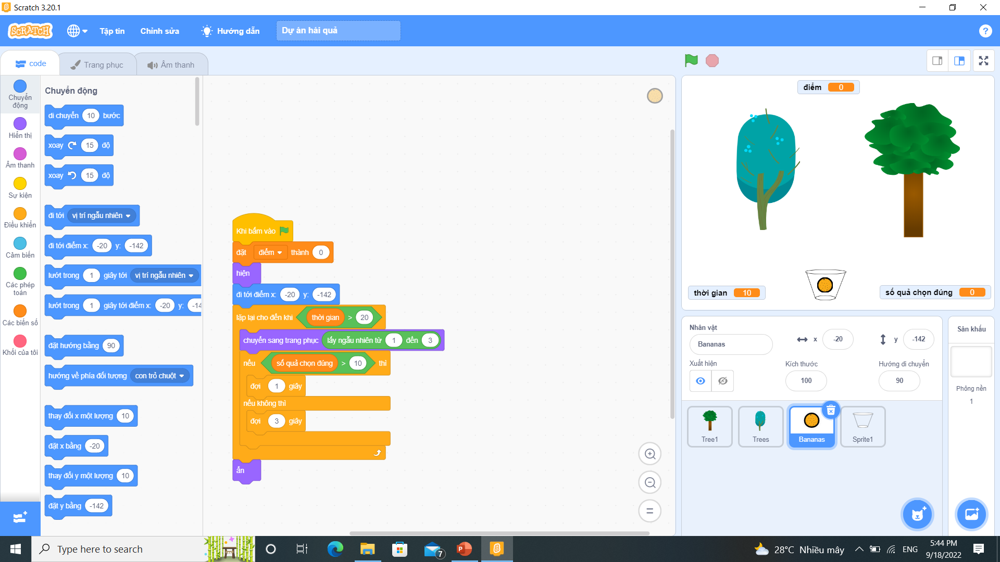 Scratch 3.20.1
SCRATCH
Tập tin
Chỉnh sửa
Hướng dẫn
Dự án hái quả
?
code
Trang phục
Âm thanh
Chuyển động
Hiển thị
Âm thanh
Sự kiện
Điều khiển
Cảm biến
Các phép toán
Các biến số
Khối của tôi
Chuyển động
di chuyển 10 bước
xoay 15 độ
xoay 15 độ
đi tới vị trí ngẫu nhiên
đi tới điểm x: -20 y: -142
lướt trong 1 giây tới vị trí ngẫu nhiên
lướt trong 1 giây tới điểm x: -20 y: -14
đặt hướng bằng 90
hướng về phía đối tượng con trỏ chuột
thay đổi x một lượng 10
đặt x bằng -20
thay đổi y một lượng 10
đặt y bằng -142
Khi bấm vào
đặt điểm thành 0
hiện
đi tới điểm x: -20 y: -142
lặp lại cho đến khi thời gian > 20
chuyển sang trang phục lấy ngẫu nhiên từ 1 đến 3
nếu số quả chọn đúng > 10 thì
đợi 1 giây
nếu không thì
đợi 3 giây
ẩn
điểm 0
thời gian 10
số quả chọn đúng 0
Nhân vật
Bananas
x -20
y -142
Xuất hiện
Kích thước
100
Hướng di chuyển
90
Tree1
Trees
Bananas
Sprite1
Sân khấu
Phông nền
1
Type here to search
7
28°C Nhiều mây
ENG
5:44 PM
9/18/2022